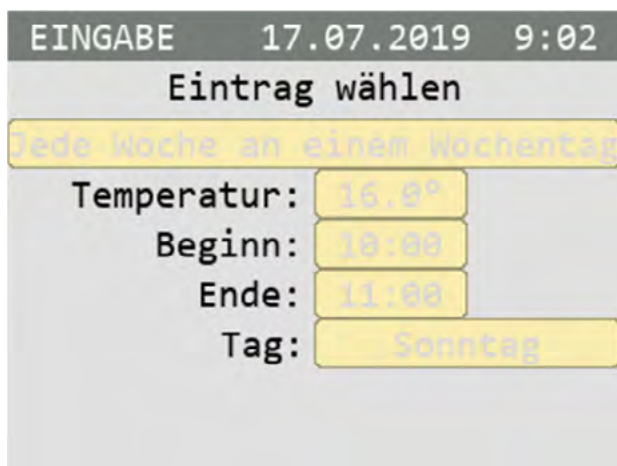 EINGABE 17.07.2019 9:02
Eintrag wählen
Jede Woche an einem Wochentag
Temperatur: 16.0°
Beginn: 10:00
Ende: 11:00
Tag: Sonntag